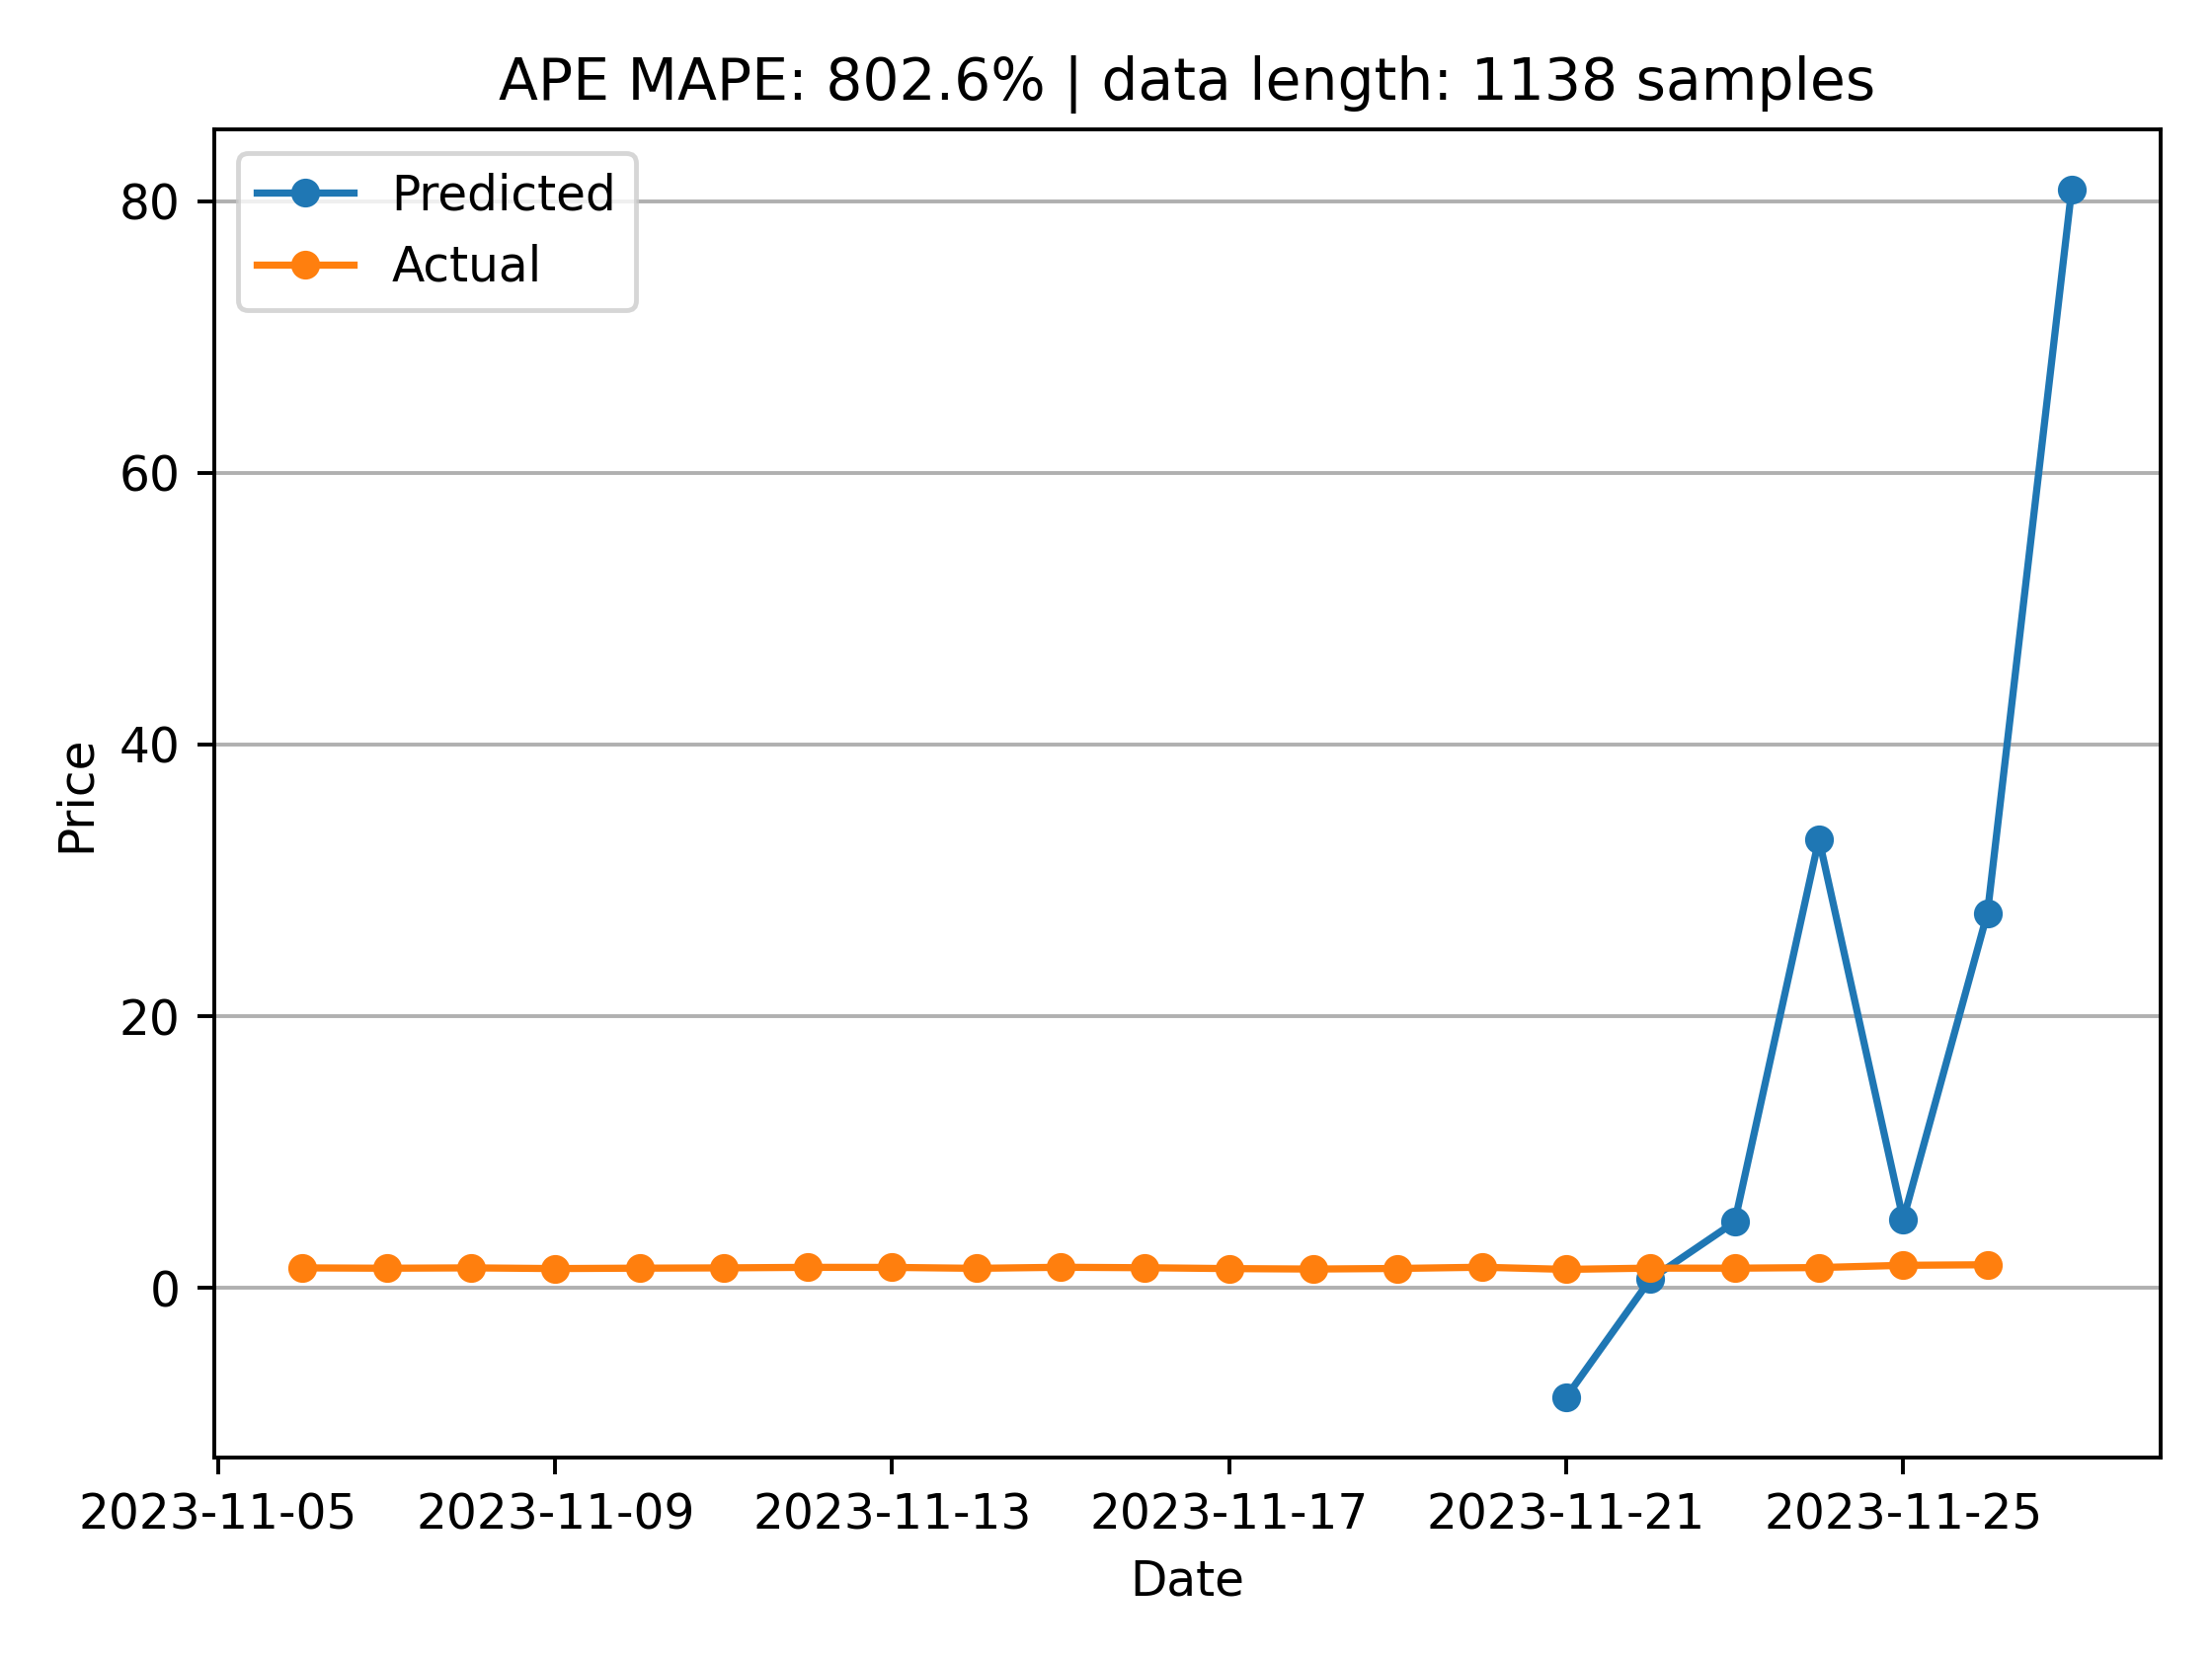 APE MAPE: 802.6% | data length: 1138 samples
Predicted
Actual
80
60
40
20
0
Price
2023-11-05 2023-11-09 2023-11-13 2023-11-17 2023-11-21 2023-11-25
Date